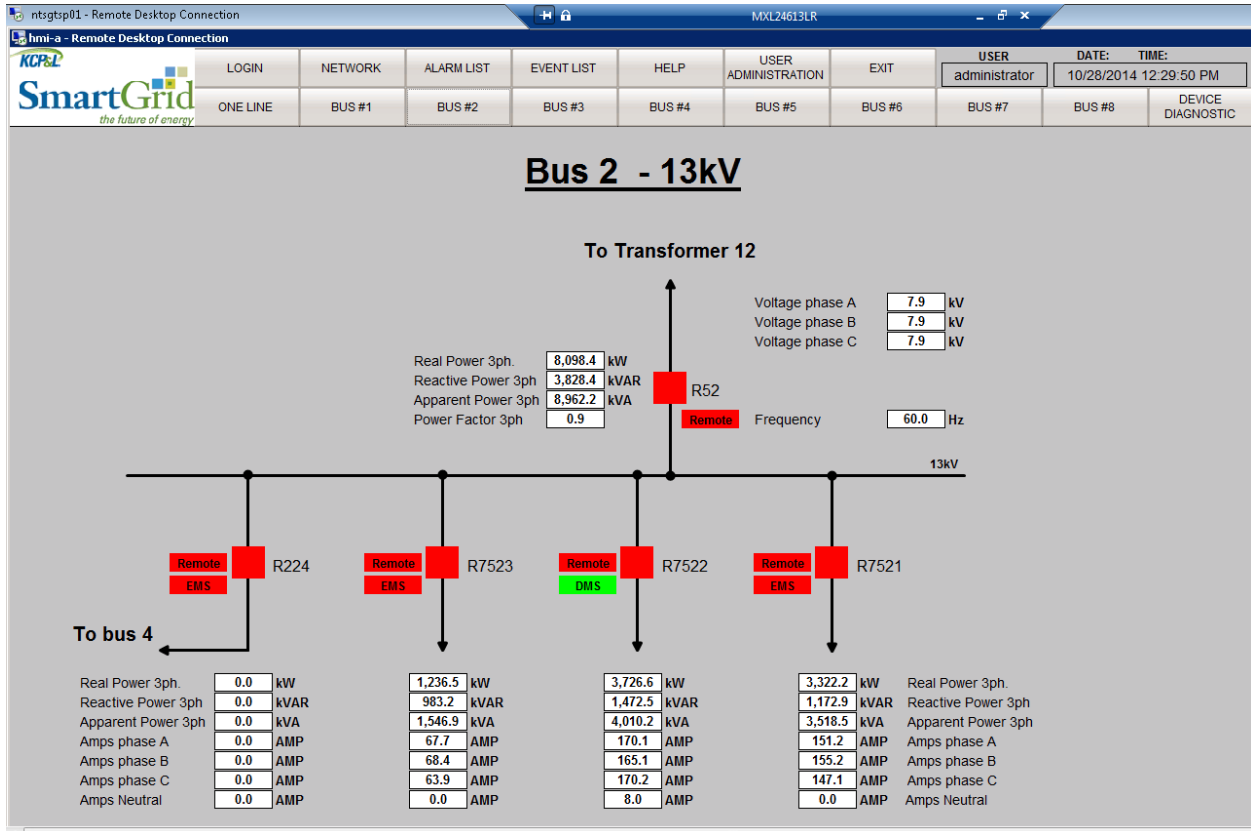 ntsgtsp01 - Remote Desktop Connection MXL24613LR
hmi-a - Remote Desktop Connection
KCP&L
SmartGrid
the future of energy
LOGIN NETWORK ALARM LIST EVENT LIST HELP USER ADMINISTRATION EXIT
USER DATE: TIME:
administrator 10/28/2014 12:29:50 PM
ONE LINE BUS #1 BUS #2 BUS #3 BUS #4 BUS #5 BUS #6 BUS #7 BUS #8 DEVICE DIAGNOSTIC
Bus 2 - 13kV
To Transformer 12
Voltage phase A 7.9 kV
Voltage phase B 7.9 kV
Voltage phase C 7.9 kV
Real Power 3ph. 8,098.4 kW
Reactive Power 3ph 3,828.4 kVAR
Apparent Power 3ph 8,962.2 kVA
Power Factor 3ph 0.9
R52
Remote Frequency 60.0 Hz
13kV
Remote R224 Remote R7523 Remote R7522 Remote R7521
EMS EMS DMS EMS
To bus 4
Real Power 3ph. 0.0 kW 1,236.5 kW 3,726.6 kW 3,322.2 kW Real Power 3ph.
Reactive Power 3ph 0.0 kVAR 983.2 kVAR 1,472.5 kVAR 1,172.9 kVAR Reactive Power 3ph
Apparent Power 3ph 0.0 kVA 1,546.9 kVA 4,010.2 kVA 3,518.5 kVA Apparent Power 3ph
Amps phase A 0.0 AMP 67.7 AMP 170.1 AMP 151.2 AMP Amps phase A
Amps phase B 0.0 AMP 68.4 AMP 165.1 AMP 155.2 AMP Amps phase B
Amps phase C 0.0 AMP 63.9 AMP 170.2 AMP 147.1 AMP Amps phase C
Amps Neutral 0.0 AMP 0.0 AMP 8.0 AMP 0.0 AMP Amps Neutral